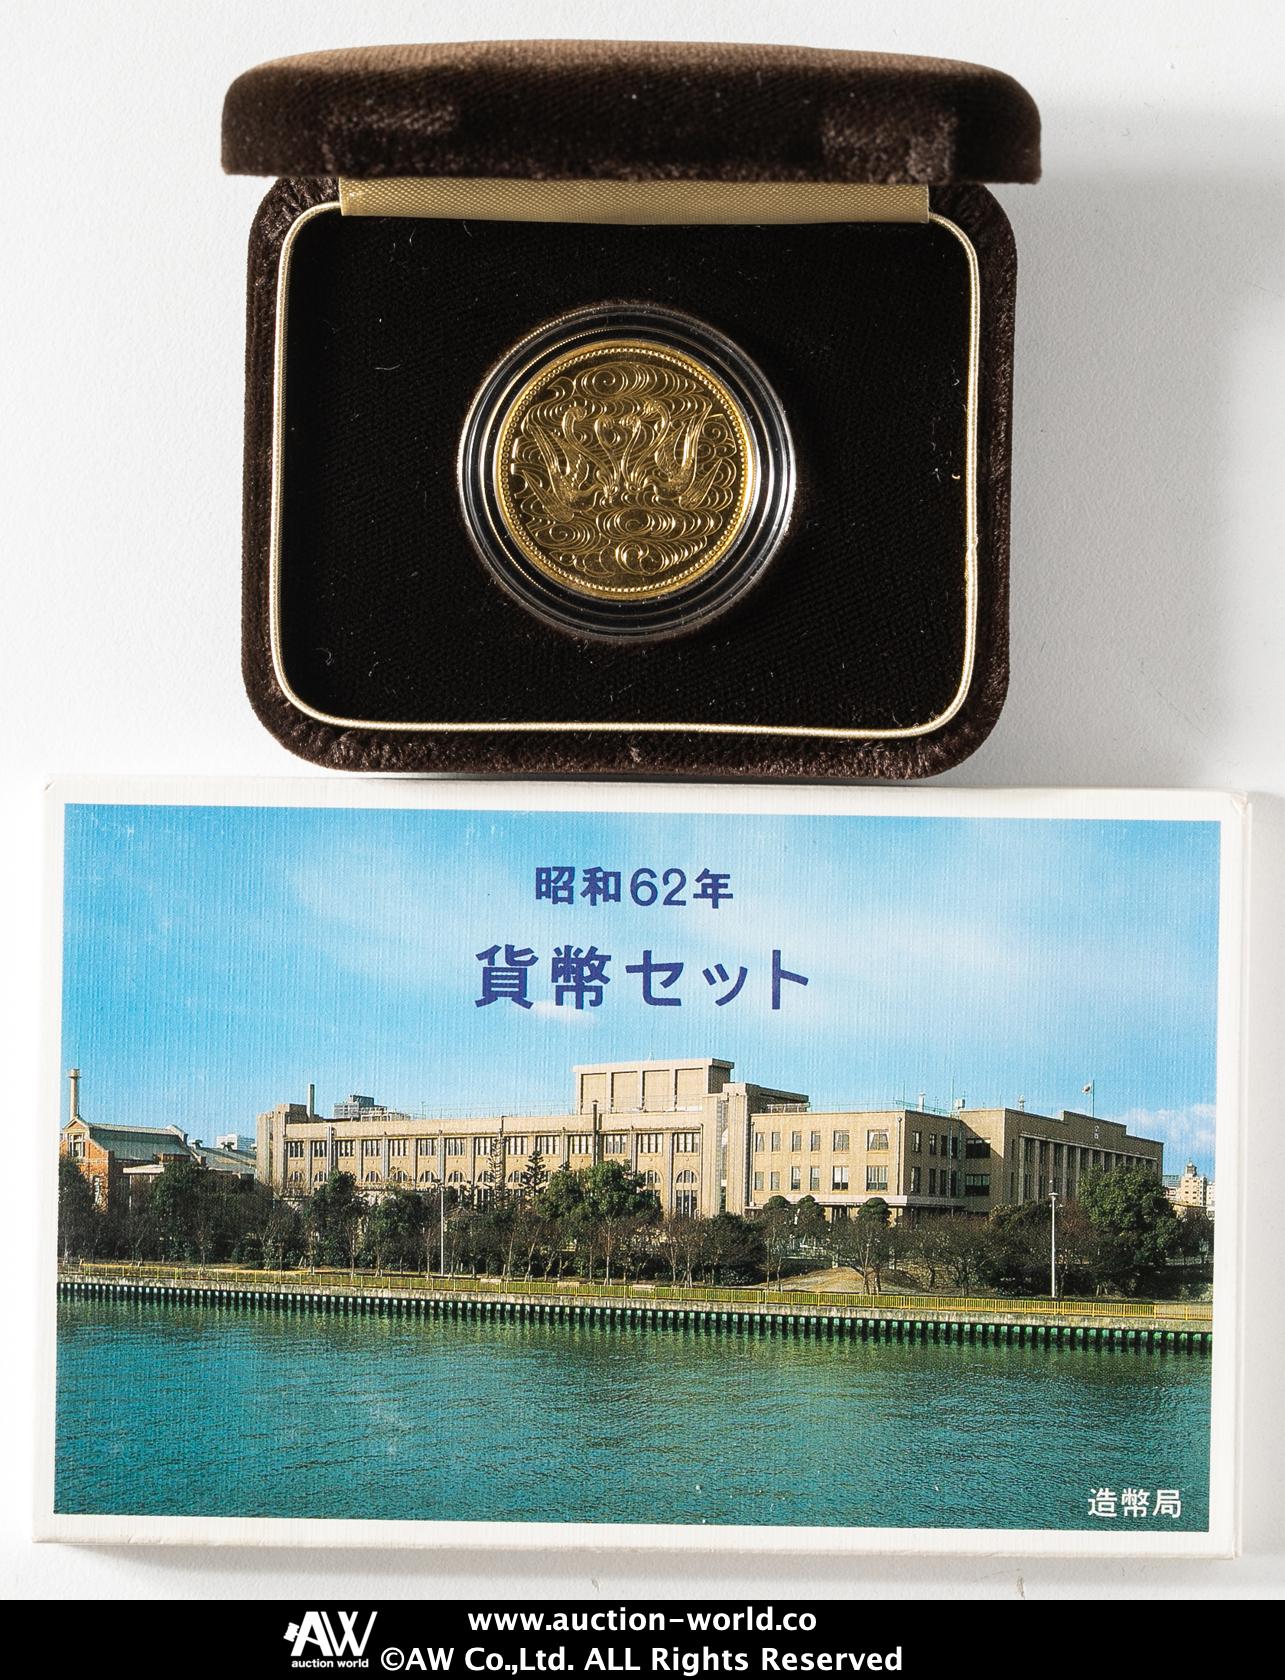 昭和62年
貨幣セット
造幣局
AW
auction world
www.auction-world.co
©AW Co.,Ltd. ALL Rights Reserved